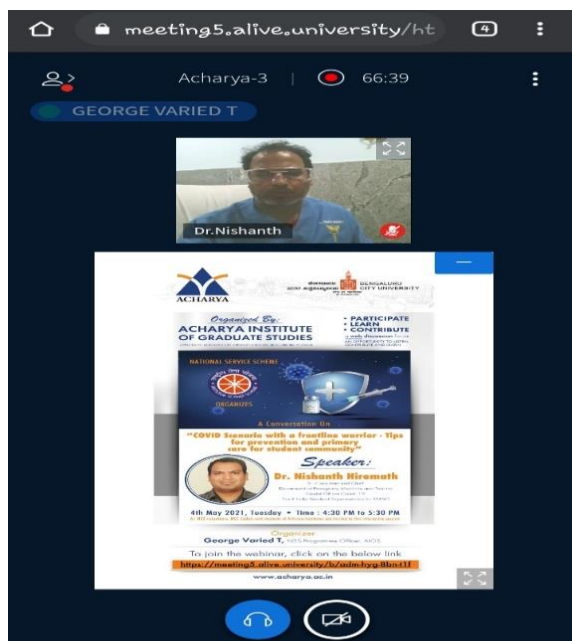 meeting5.alive.university/ht
4
Acharya-3 | 66:39
GEORGE VARIED T
Dr.Nishanth
ACHARYA
BENGALURU
CITY UNIVERSITY
Organized By:
ACHARYA INSTITUTE
OF GRADUATE STUDIES
• PARTICIPATE
• LEARN
• CONTRIBUTE
NATIONAL SERVICE SCHEME
ORGANIZES
A Conversation On
"COVID Scenario with a frontline warrior - Tips
for prevention and primary
care for student community"
Speaker:
Dr. Nishanth Hiremath
4th May 2021, Tuesday • Time : 4:30 PM to 5:30 PM
Organizer
George Varied T, NSS Programme Officer, AIGS
To join the webinar, click on the below link
www.acharya.ac.in